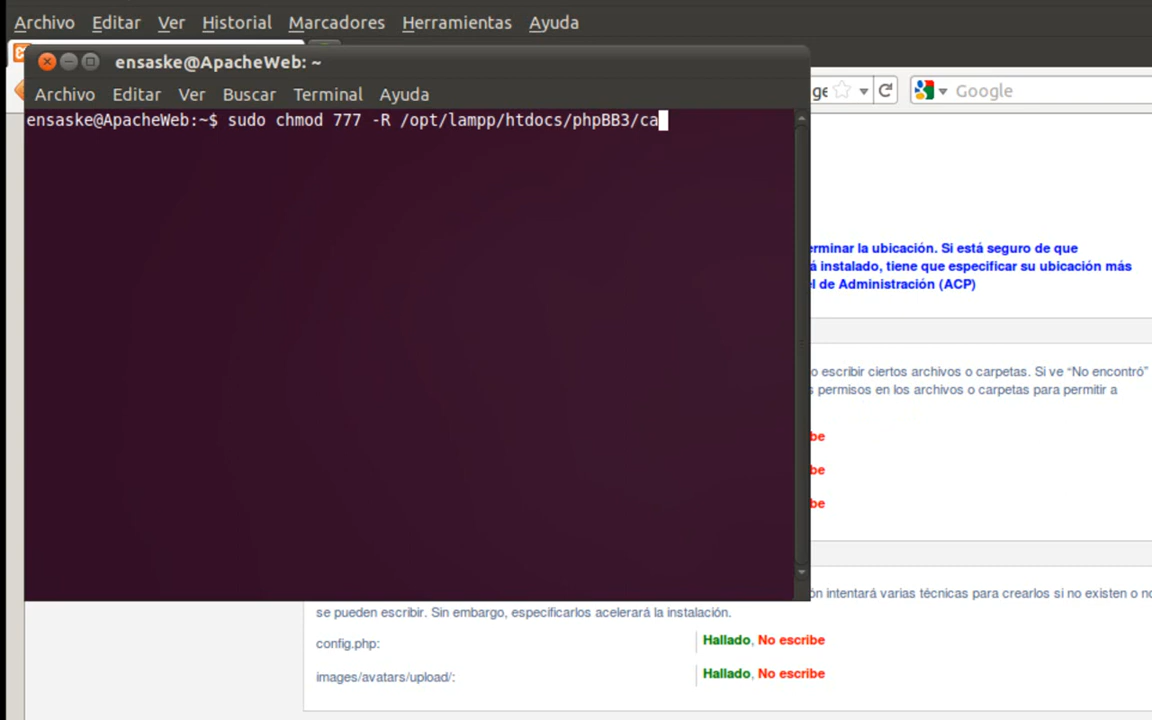 Archivo Editar Ver Historial Marcadores Herramientas Ayuda
ensaske@ApacheWeb: ~
Archivo Editar Ver Buscar Terminal Ayuda
ge Google
ensaske@ApacheWeb:~$ sudo chmod 777 -R /opt/lampp/htdocs/phpBB3/ca
erminar la ubicación. Si está seguro de que
á instalado, tiene que especificar su ubicación más
l de Administración (ACP)
o escribir ciertos archivos o carpetas. Si ve “No encontró”
s permisos en los archivos o carpetas para permitir a
be
be
be
ón intentará varias técnicas para crearlos si no existen o no
se pueden escribir. Sin embargo, especificarlos acelerará la instalación.
config.php: Hallado, No escribe
images/avatars/upload/: Hallado, No escribe